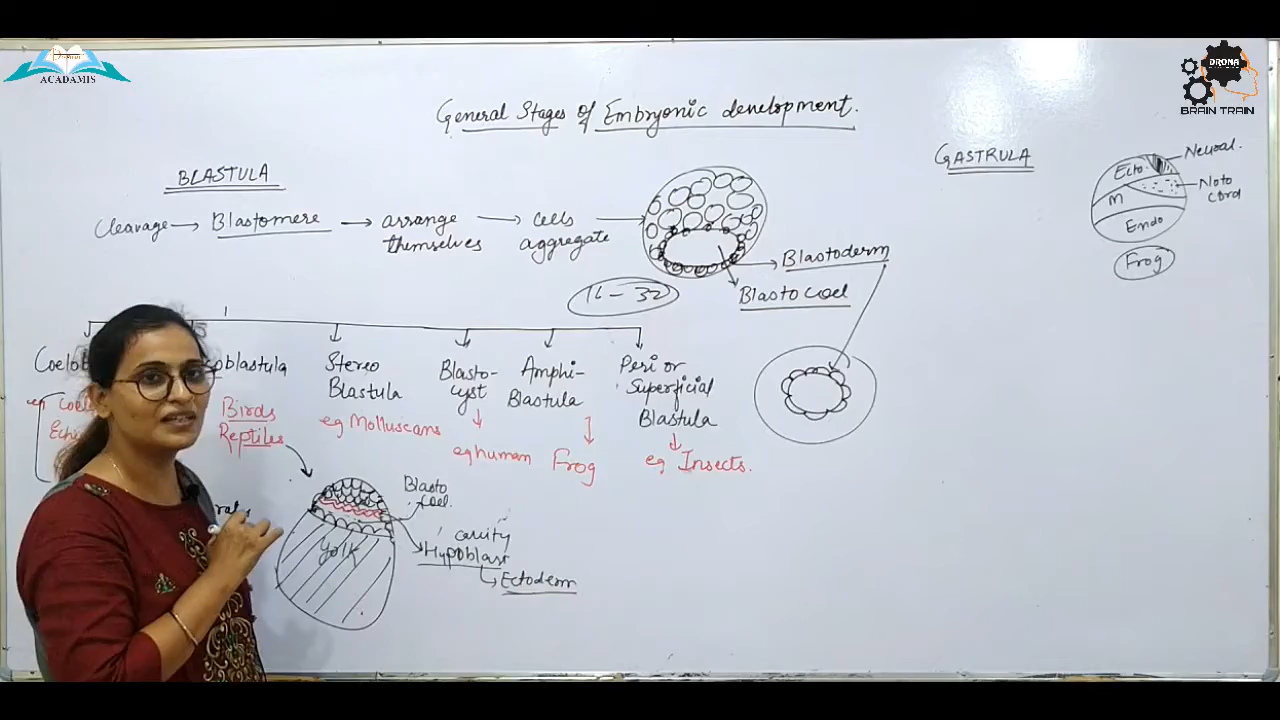 ACADAMIS
DRONA
BRAIN TRAIN
General Stages of Embryonic development.
BLASTULA
Cleavage → Blastomere → arrange themselves → cells aggregate →
16-32
Blastoderm
Blasto coel
GASTRULA
Ecto
M
Endo
Neural.
Noto
cord
Frog
Stereo
Blastula
eg Molluscans
Blasto-
cyst
eg human
Amphi-
Blastula
Frog
Peri or
Superficial
Blastula
eg Insects.
Birds
Reptiles
Blasto
coel.
cavity
Hypoblast
Ectoderm
Yolk